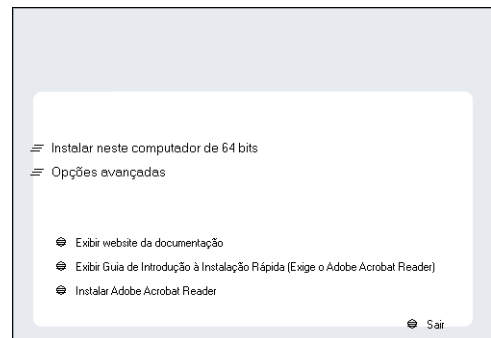 Instalar neste computador de 64 bits
Opções avançadas
Exibir website da documentação
Exibir Guia de Introdução à Instalação Rápida (Exige o Adobe Acrobat Reader)
Instalar Adobe Acrobat Reader
Sair